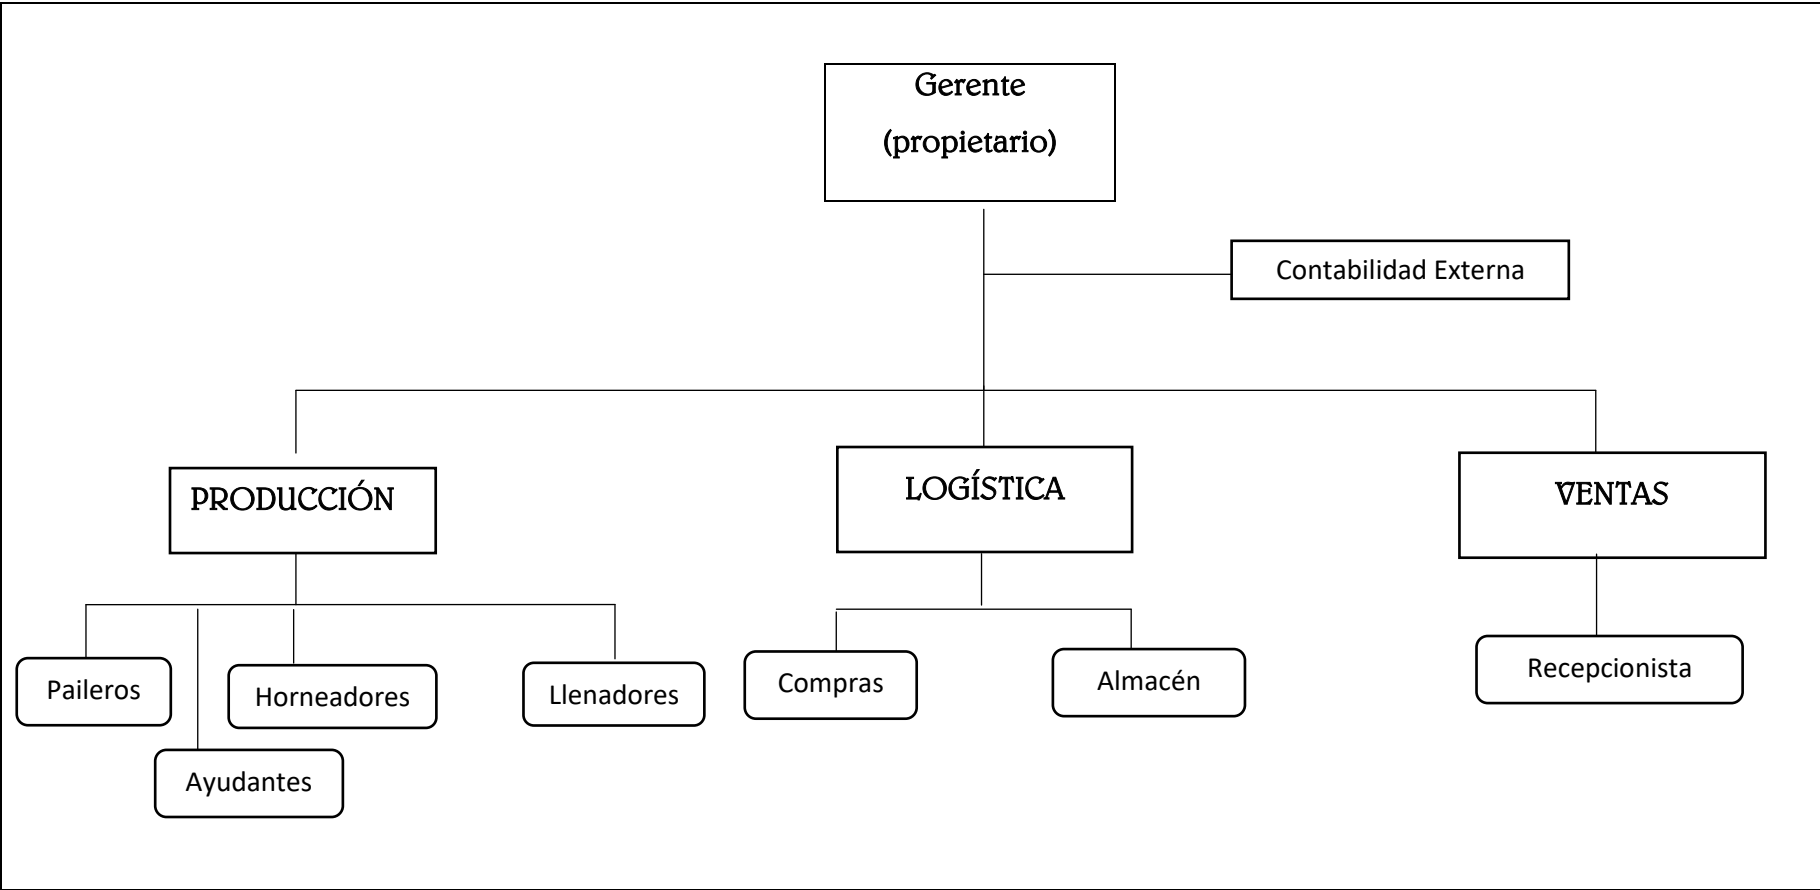 Gerente
(propietario)
Contabilidad Externa
PRODUCCIÓN
LOGÍSTICA
VENTAS
Paileros
Horneadores
Llenadores
Compras
Almacén
Recepcionista
Ayudantes